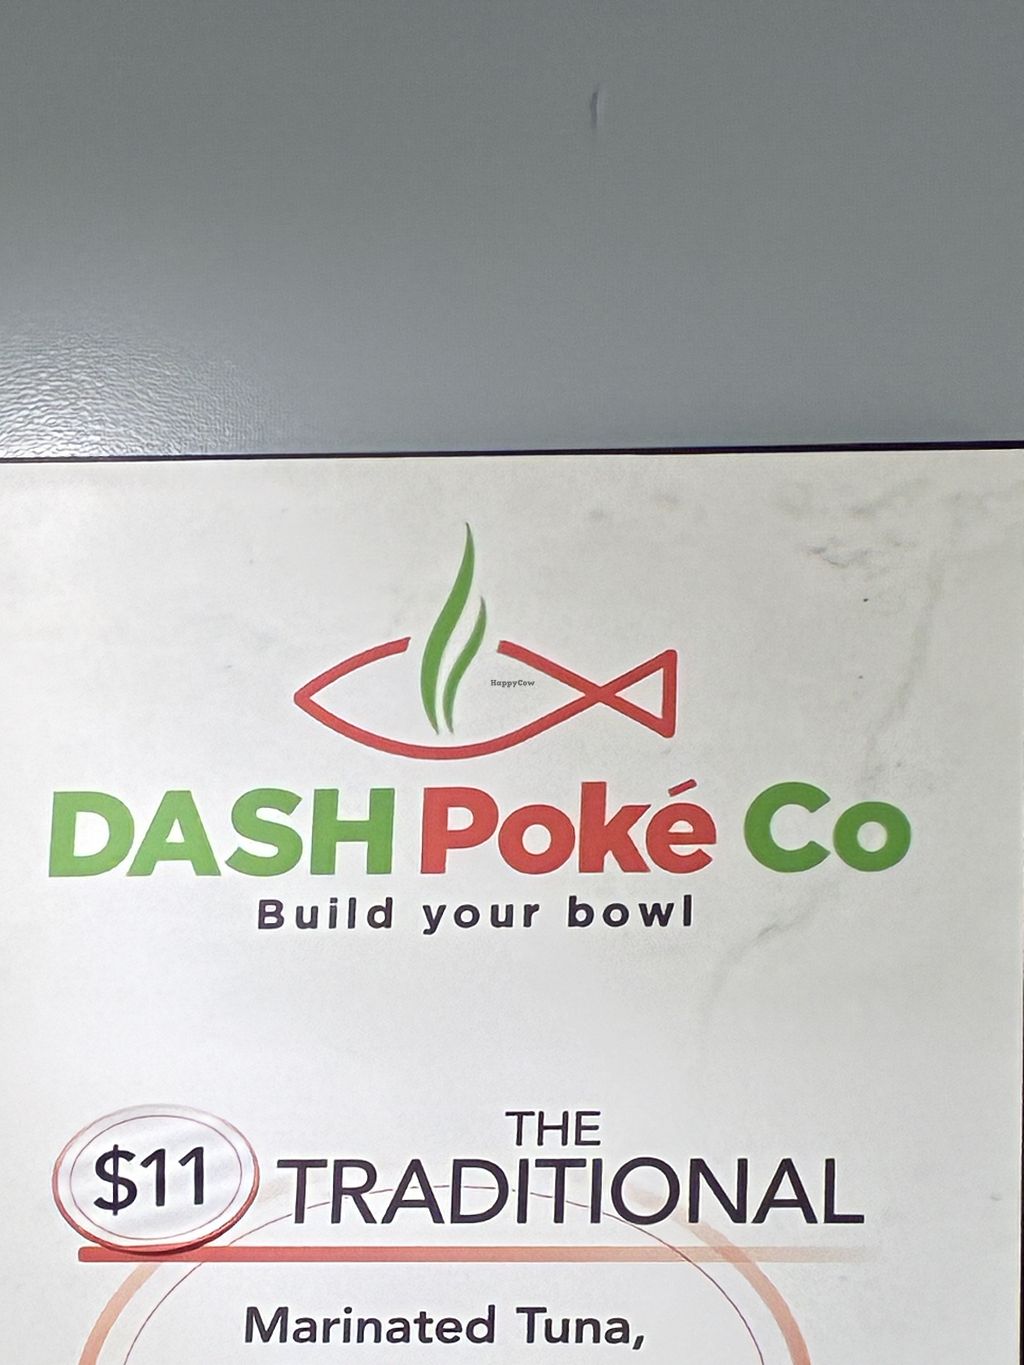 HappyCow
DASH Poké Co
Build your bowl
$11
THE
TRADITIONAL
Marinated Tuna,